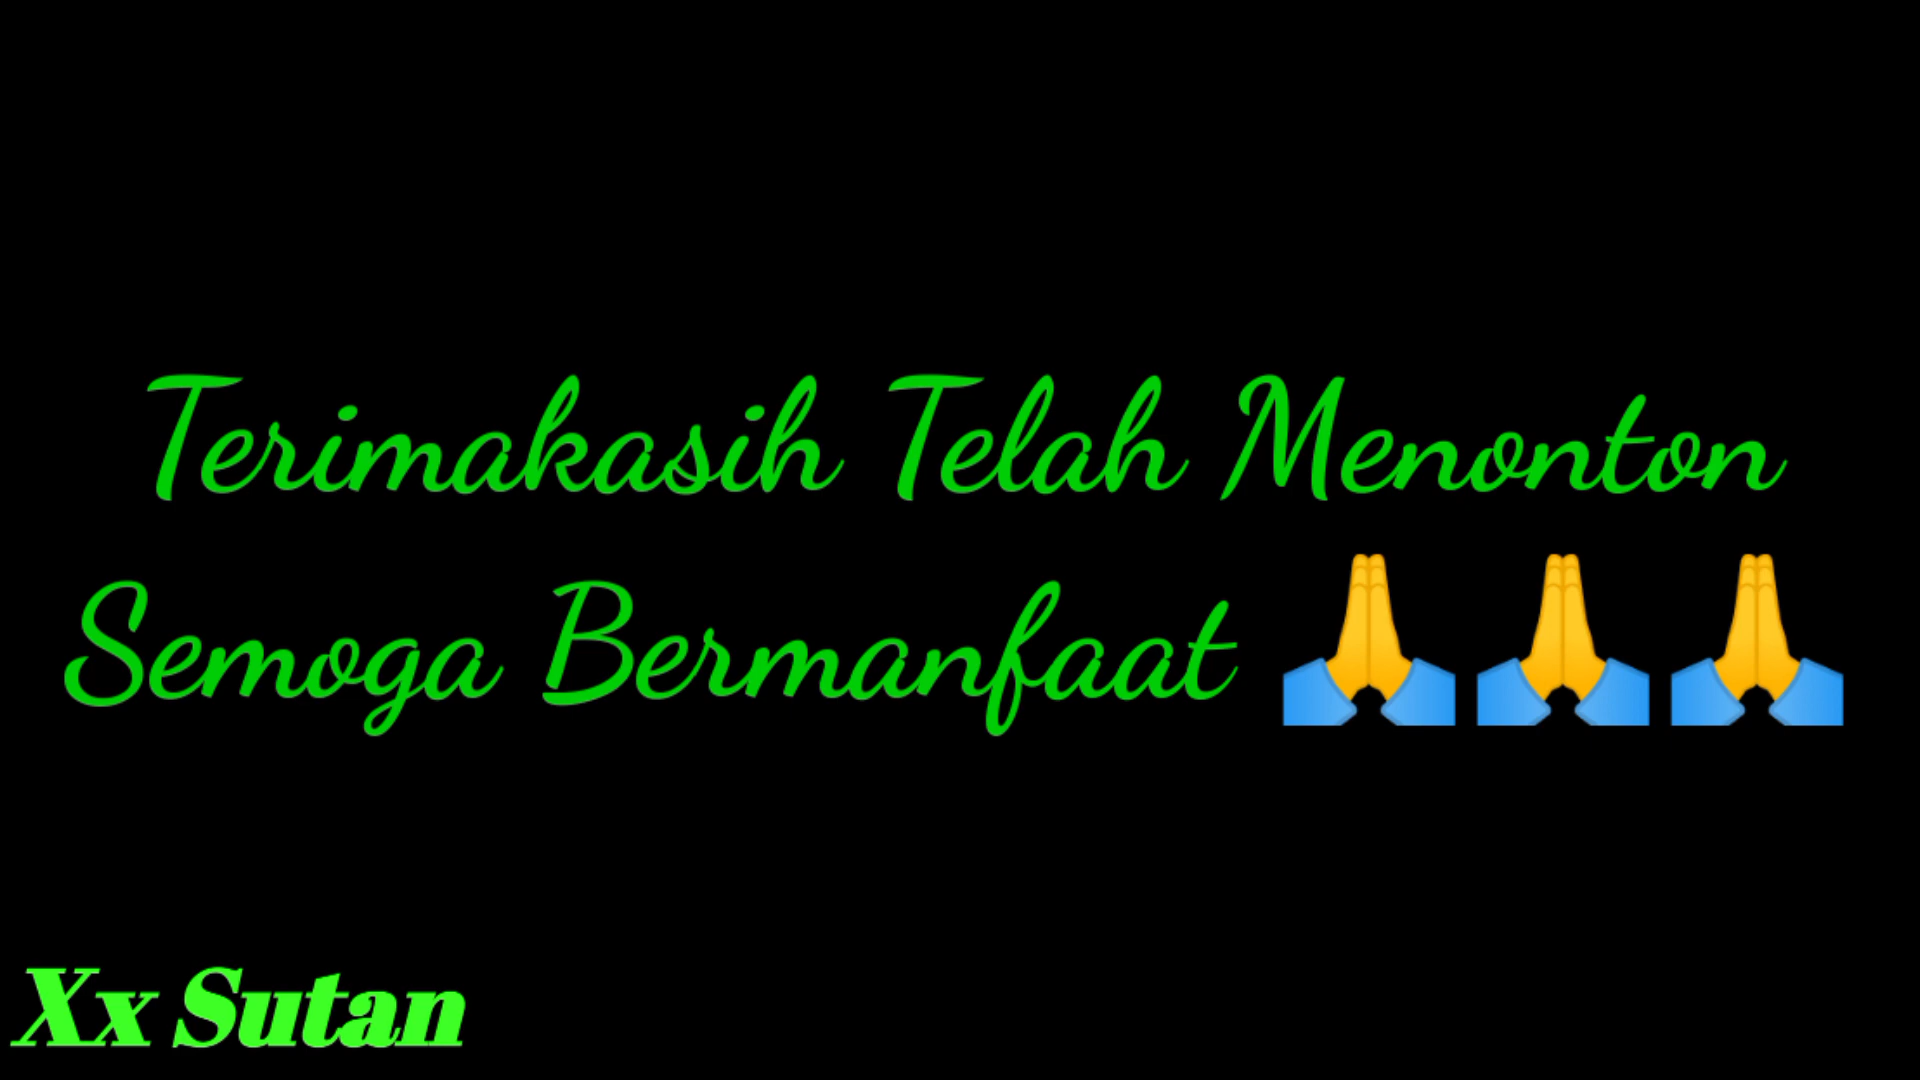 Terimakasih Telah Menonton
Semoga Bermanfaat 🙏🙏🙏
Xx Sutan